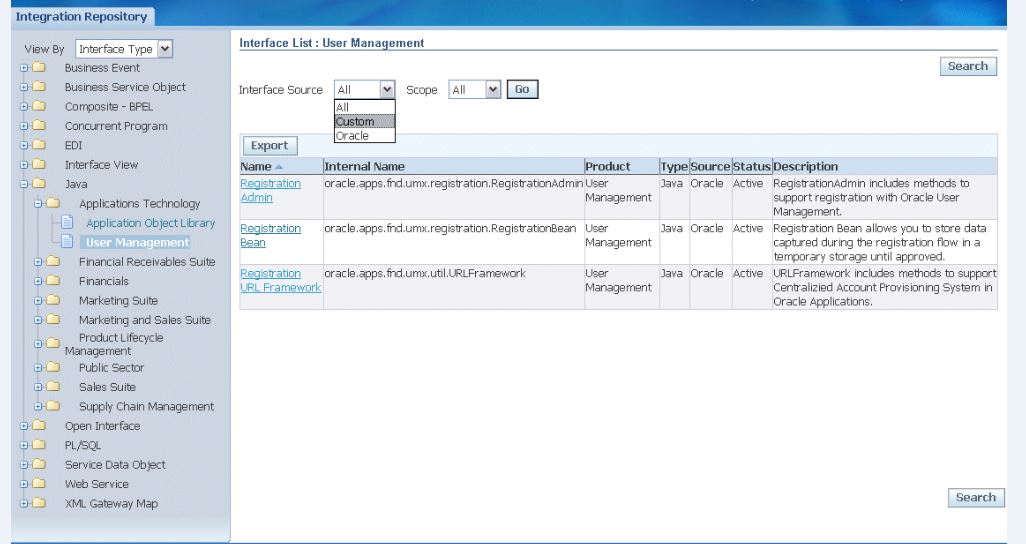 Integration Repository
View By Interface Type
Business Event
Business Service Object
Composite - BPEL
Concurrent Program
EDI
Interface View
Java
Applications Technology
Application Object Library
User Management
Financial Receivables Suite
Financials
Marketing Suite
Marketing and Sales Suite
Product Lifecycle
Management
Public Sector
Sales Suite
Supply Chain Management
Open Interface
PL/SQL
Service Data Object
Web Service
XML Gateway Map
Interface List : User Management
Search
Interface Source All Scope All Go
All
Custom
Oracle
Export
Name Internal Name Product Type Source Status Description
Registration oracle.apps.fnd.umx.registration.RegistrationAdmin User Java Oracle Active RegistrationAdmin includes methods to
Admin Management support registration with Oracle User
Management.
Registration oracle.apps.fnd.umx.registration.RegistrationBean User Java Oracle Active Registration Bean allows you to store data
Bean Management captured during the registration flow in a
temporary storage until approved.
Registration oracle.apps.fnd.umx.util.URLFramework User Java Oracle Active URLFramework includes methods to support
URL Framework Management Centralizied Account Provisioning System in
Oracle Applications.
Search